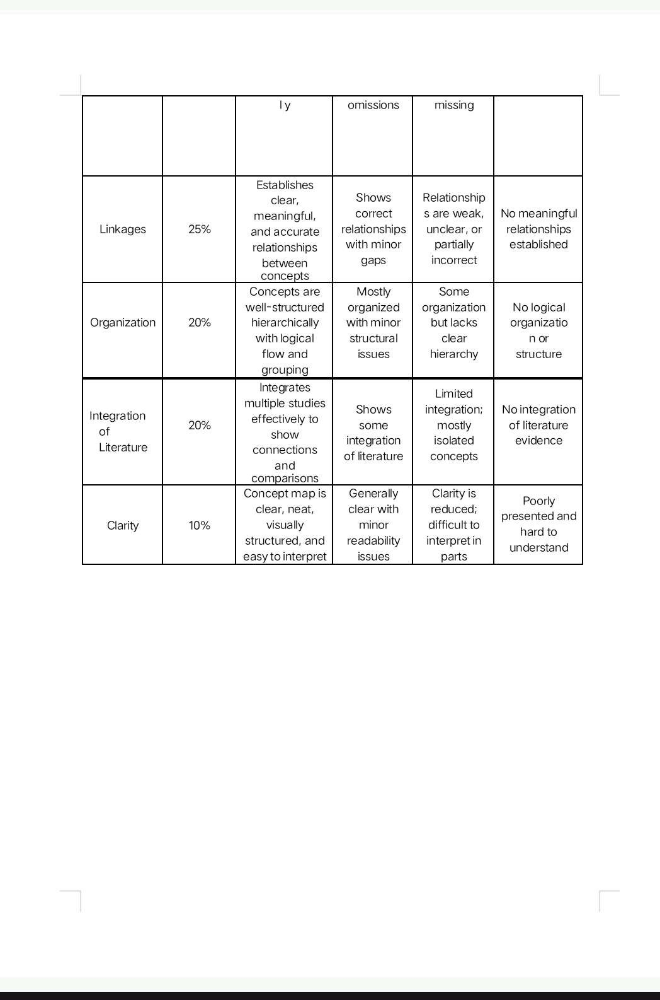 l y
omissions
missing
Linkages
25%
Establishes
clear,
meaningful,
and accurate
relationships
between
concepts
Shows
correct
relationships
with minor
gaps
Relationship
s are weak,
unclear, or
partially
incorrect
No meaningful
relationships
established
Organization
20%
Concepts are
well-structured
hierarchically
with logical
flow and
grouping
Mostly
organized
with minor
structural
issues
Some
organization
but lacks
clear
hierarchy
No logical
organizatio
n or
structure
Integration
of
Literature
20%
Integrates
multiple studies
effectively to
show
connections
and
comparisons
Shows
some
integration
of literature
Limited
integration;
mostly
isolated
concepts
No integration
of literature
evidence
Clarity
10%
Concept map is
clear, neat,
visually
structured, and
easy to interpret
Generally
clear with
minor
readability
issues
Clarity is
reduced;
difficult to
interpret in
parts
Poorly
presented and
hard to
understand